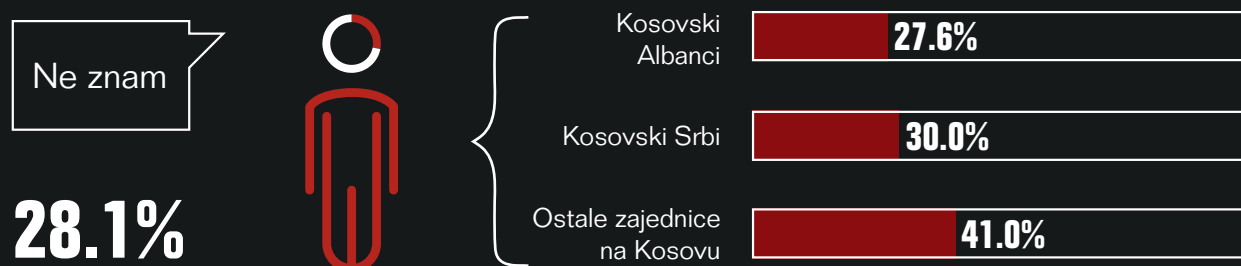 Ne znam
28.1%
Kosovski
Albanci
27.6%
Kosovski Srbi
30.0%
Ostale zajednice
na Kosovu
41.0%